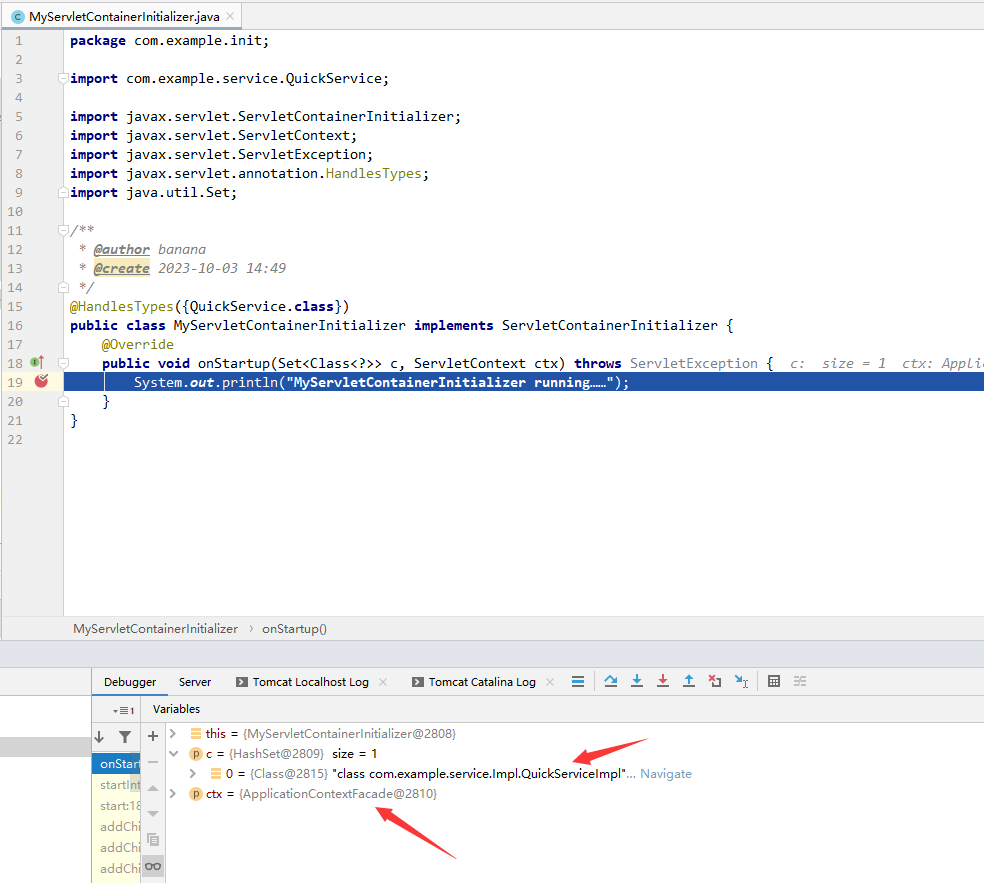 MyServletContainerInitializer.java
1 package com.example.init;
2
3 import com.example.service.QuickService;
4
5 import javax.servlet.ServletContainerInitializer;
6 import javax.servlet.ServletContext;
7 import javax.servlet.ServletException;
8 import javax.servlet.annotation.HandlesTypes;
9 import java.util.Set;
10
11 /**
12 * @author banana
13 * @create 2023-10-03 14:49
14 */
15 @HandlesTypes({QuickService.class})
16 public class MyServletContainerInitializer implements ServletContainerInitializer {
17 @Override
18 public void onStartup(Set<Class<?>> c, ServletContext ctx) throws ServletException { c: size = 1 ctx: Appli
19 System.out.println("MyServletContainerInitializer running……");
20 }
21 }
22
MyServletContainerInitializer › onStartup()
Debugger Server Tomcat Localhost Log Tomcat Catalina Log
1 Variables
this = {MyServletContainerInitializer@2808}
c = {HashSet@2809} size = 1
onStart
0 = {Class@2815} "class com.example.service.Impl.QuickServiceImpl"... Navigate
startInt
ctx = {ApplicationContextFacade@2810}
start:18
addChi
addChi
addChi